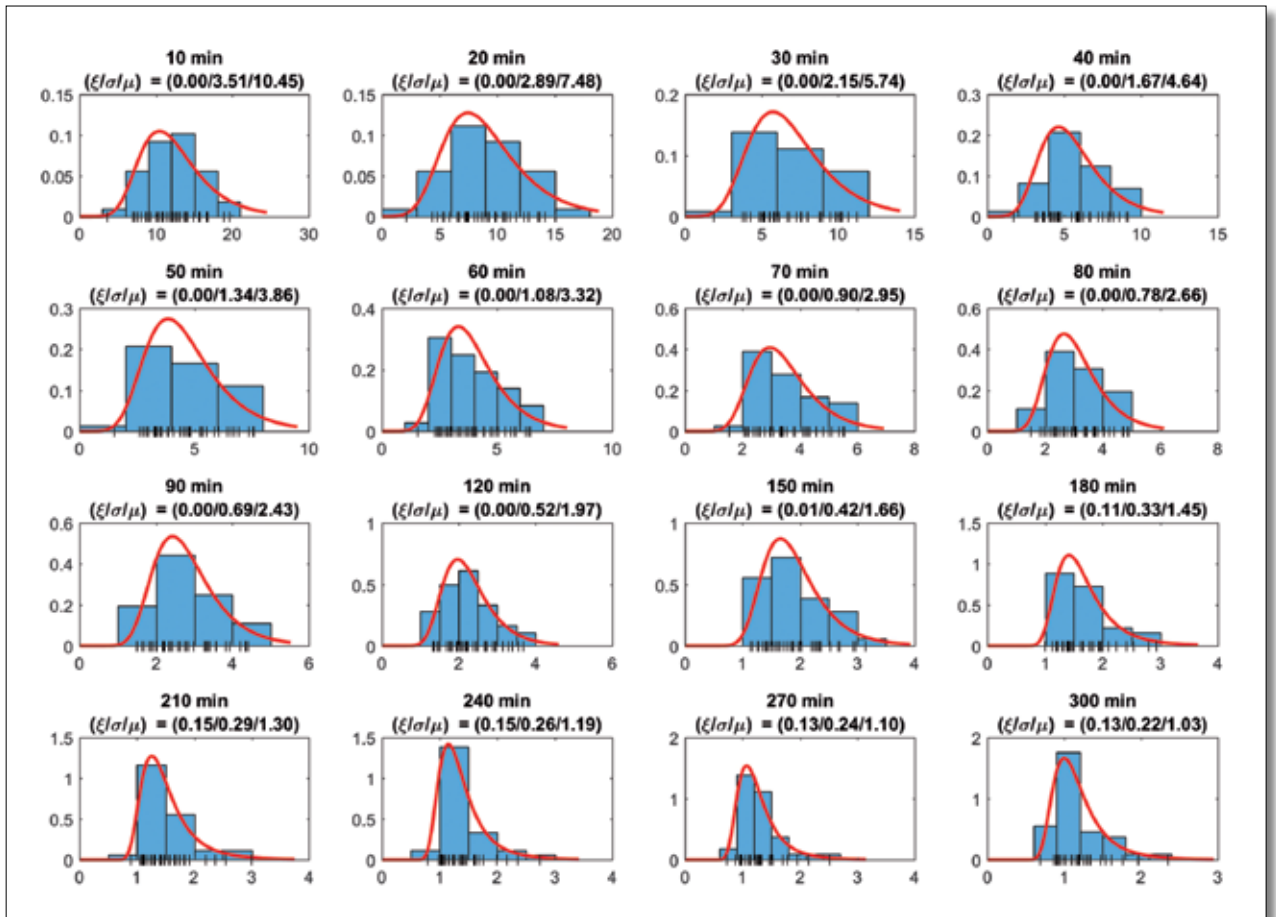 10 min
(ξ/σ/μ) = (0.00/3.51/10.45)
0.15
0.1
0.05
0
0 10 20 30
20 min
(ξ/σ/μ) = (0.00/2.89/7.48)
0.15
0.1
0.05
0
0 5 10 15 20
30 min
(ξ/σ/μ) = (0.00/2.15/5.74)
0.2
0.1
0
0 5 10 15
40 min
(ξ/σ/μ) = (0.00/1.67/4.64)
0.3
0.2
0.1
0
0 5 10 15
50 min
(ξ/σ/μ) = (0.00/1.34/3.86)
0.3
0.2
0.1
0
0 5 10
60 min
(ξ/σ/μ) = (0.00/1.08/3.32)
0.4
0.2
0
0 5 10
70 min
(ξ/σ/μ) = (0.00/0.90/2.95)
0.6
0.4
0.2
0
0 2 4 6 8
80 min
(ξ/σ/μ) = (0.00/0.78/2.66)
0.6
0.4
0.2
0
0 2 4 6 8
90 min
(ξ/σ/μ) = (0.00/0.69/2.43)
0.6
0.4
0.2
0
0 2 4 6
120 min
(ξ/σ/μ) = (0.00/0.52/1.97)
1
0.5
0
0 2 4 6
150 min
(ξ/σ/μ) = (0.01/0.42/1.66)
1
0.5
0
0 1 2 3 4
180 min
(ξ/σ/μ) = (0.11/0.33/1.45)
1.5
1
0.5
0
0 1 2 3 4
210 min
(ξ/σ/μ) = (0.15/0.29/1.30)
1.5
1
0.5
0
0 1 2 3 4
240 min
(ξ/σ/μ) = (0.15/0.26/1.19)
1.5
1
0.5
0
0 1 2 3 4
270 min
(ξ/σ/μ) = (0.13/0.24/1.10)
2
1
0
0 1 2 3 4
300 min
(ξ/σ/μ) = (0.13/0.22/1.03)
2
1
0
0 1 2 3